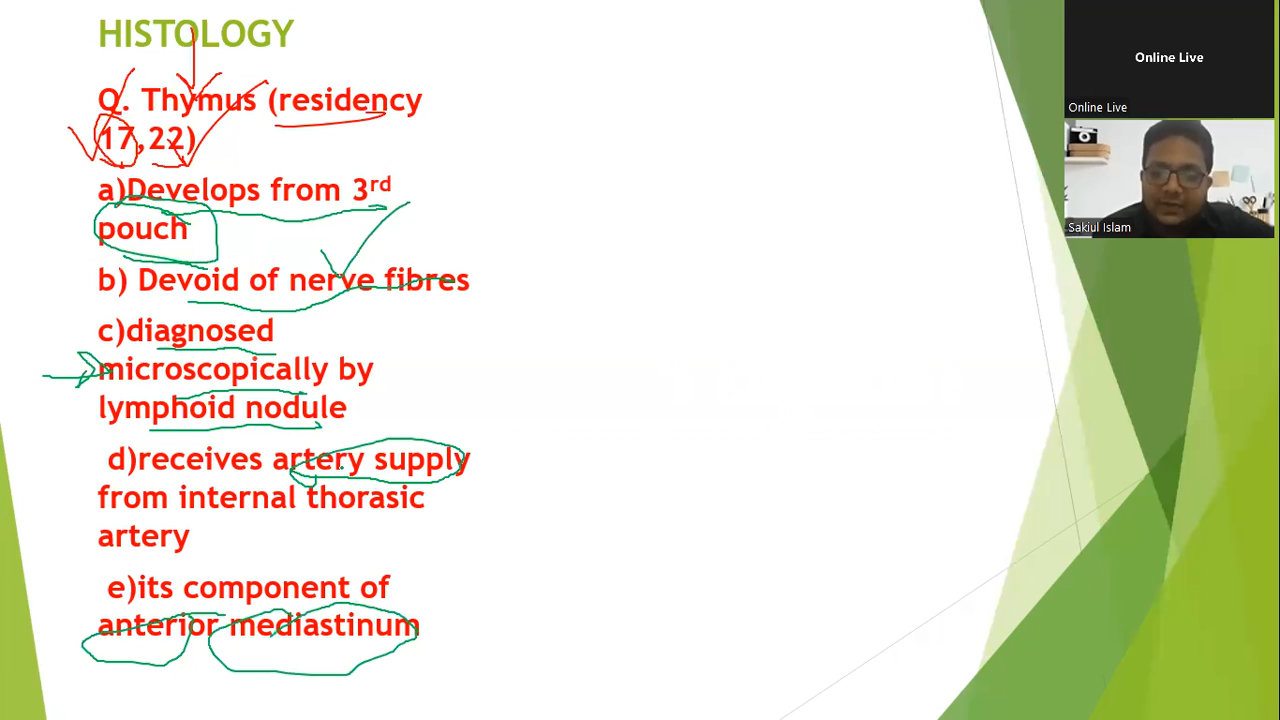 HISTOLOGY
Q. Thymus (residency
17,22)
a)Develops from 3rd
pouch
b) Devoid of nerve fibres
c)diagnosed
microscopically by
lymphoid nodule
d)receives artery supply
from internal thorasic
artery
e)its component of
anterior mediastinum
Online Live
Online Live
Sakiul Islam